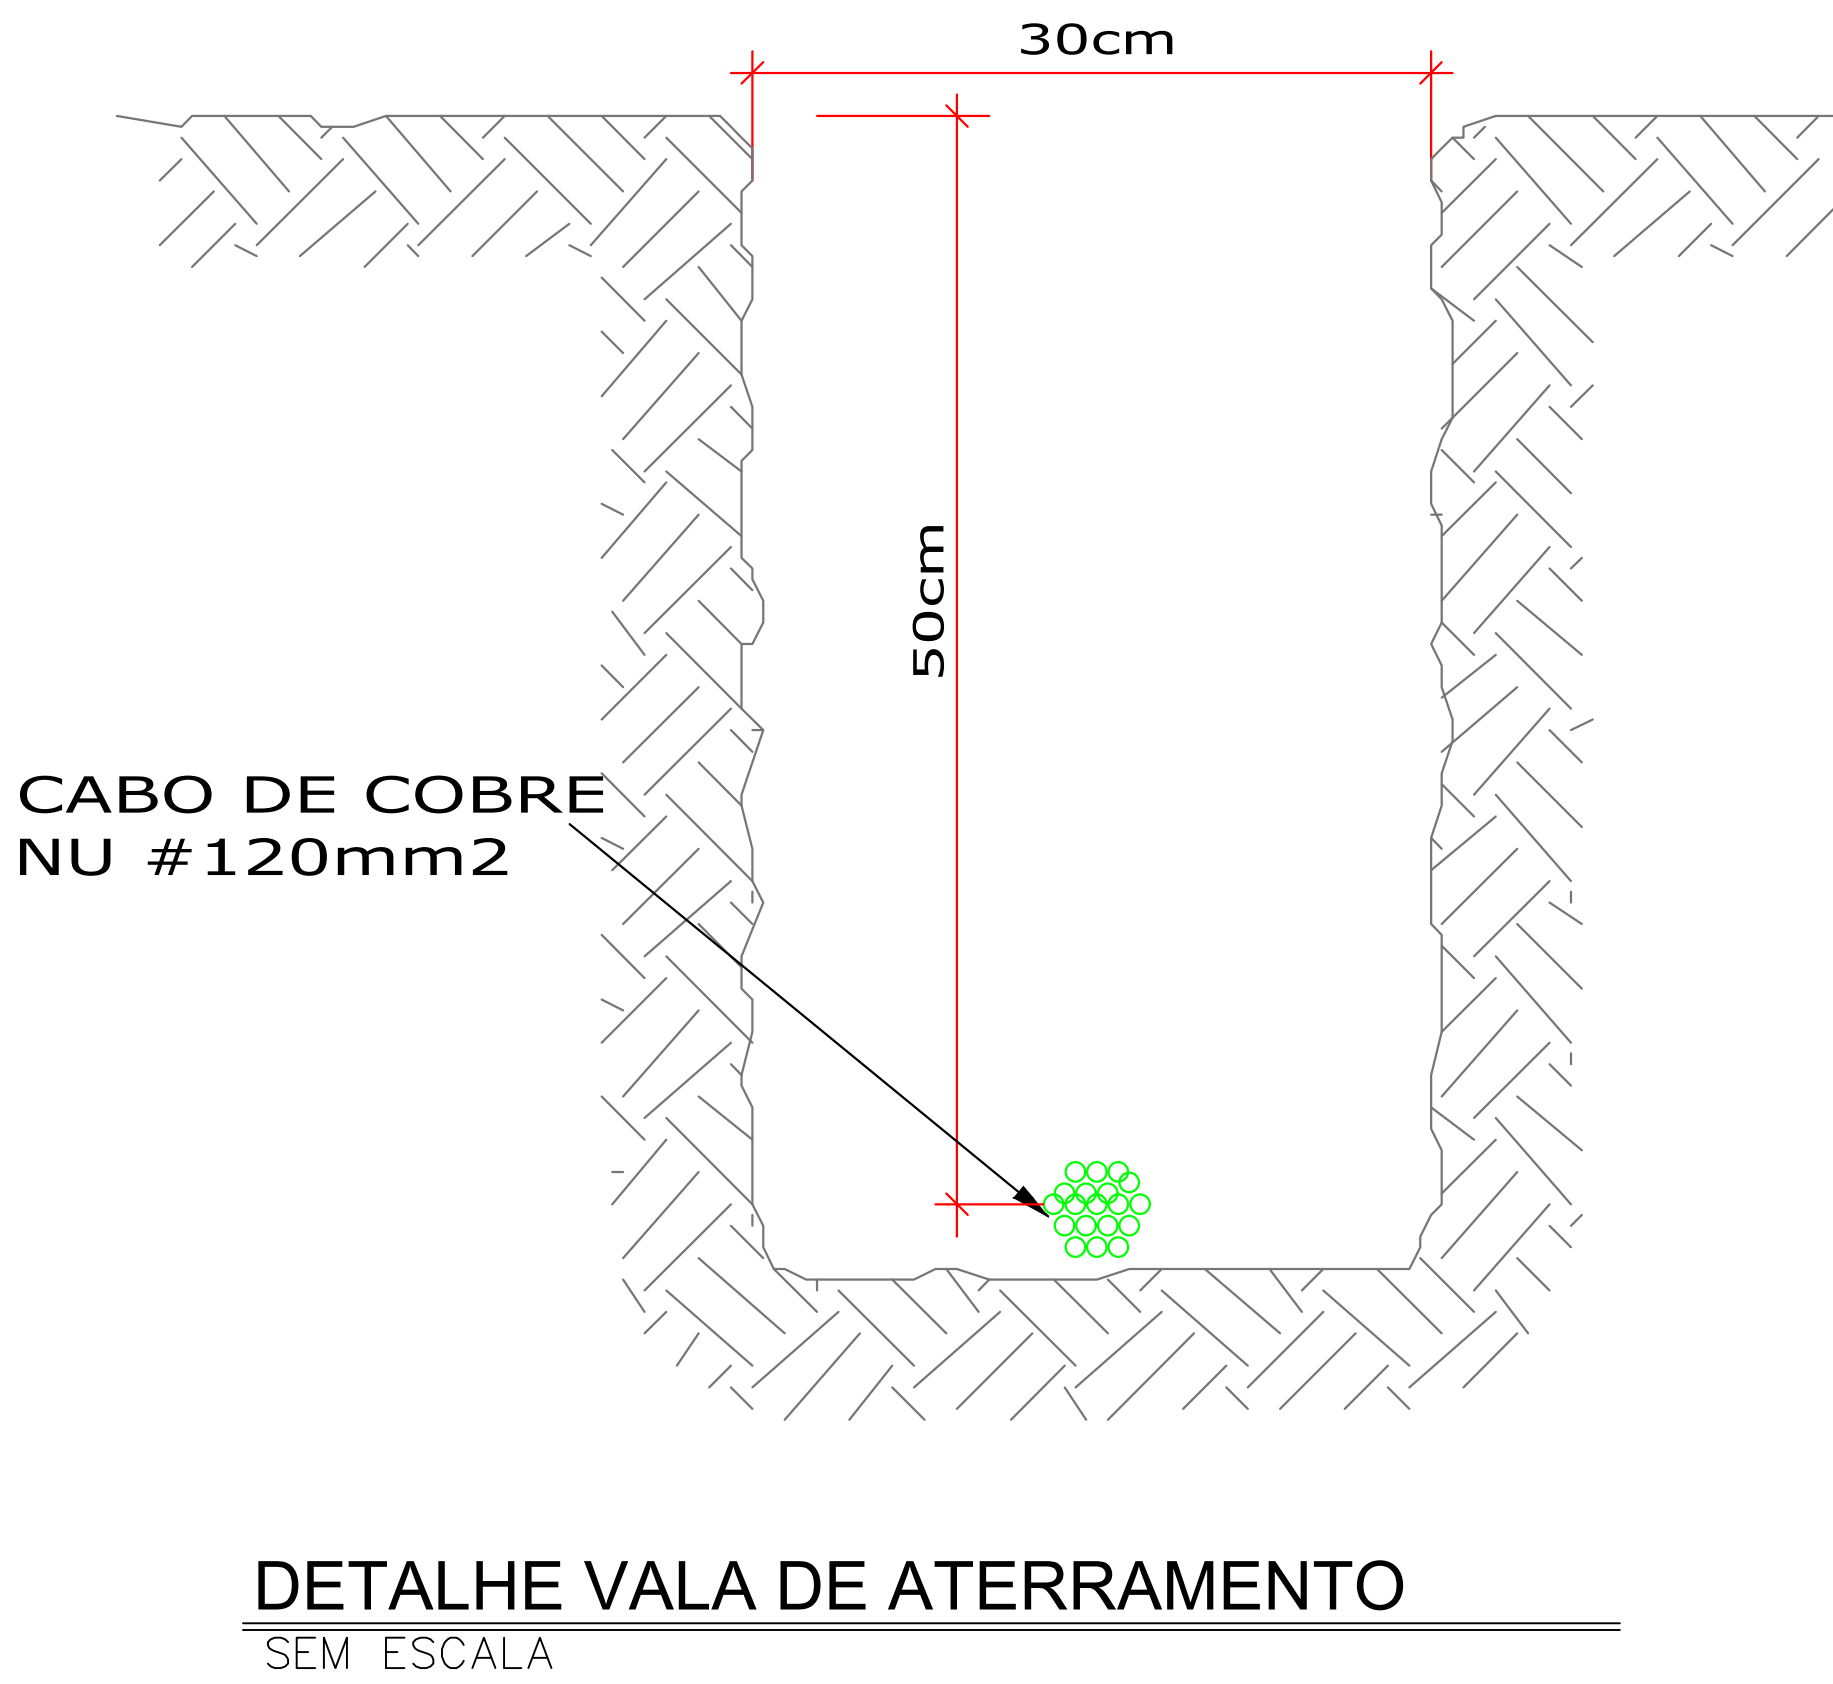 30cm
50cm
CABO DE COBRE
NU #120mm2
DETALHE VALA DE ATERRAMENTO
SEM ESCALA